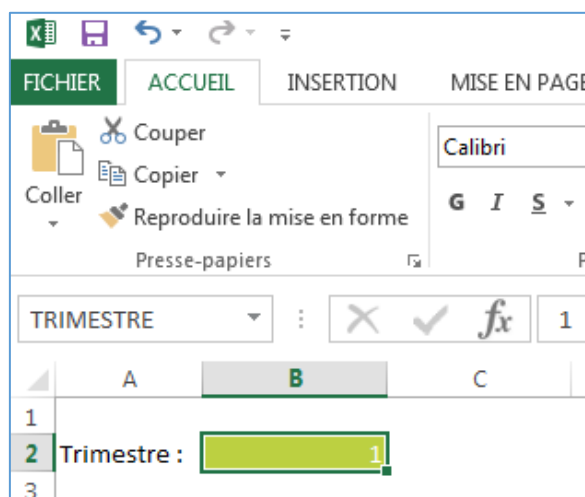 FICHIER ACCUEIL INSERTION MISE EN PAGE
Couper
Copier
Coller
Reproduire la mise en forme
Presse-papiers
Calibri
G I S
TRIMESTRE fx 1
A B C
1
2 Trimestre : 1
3